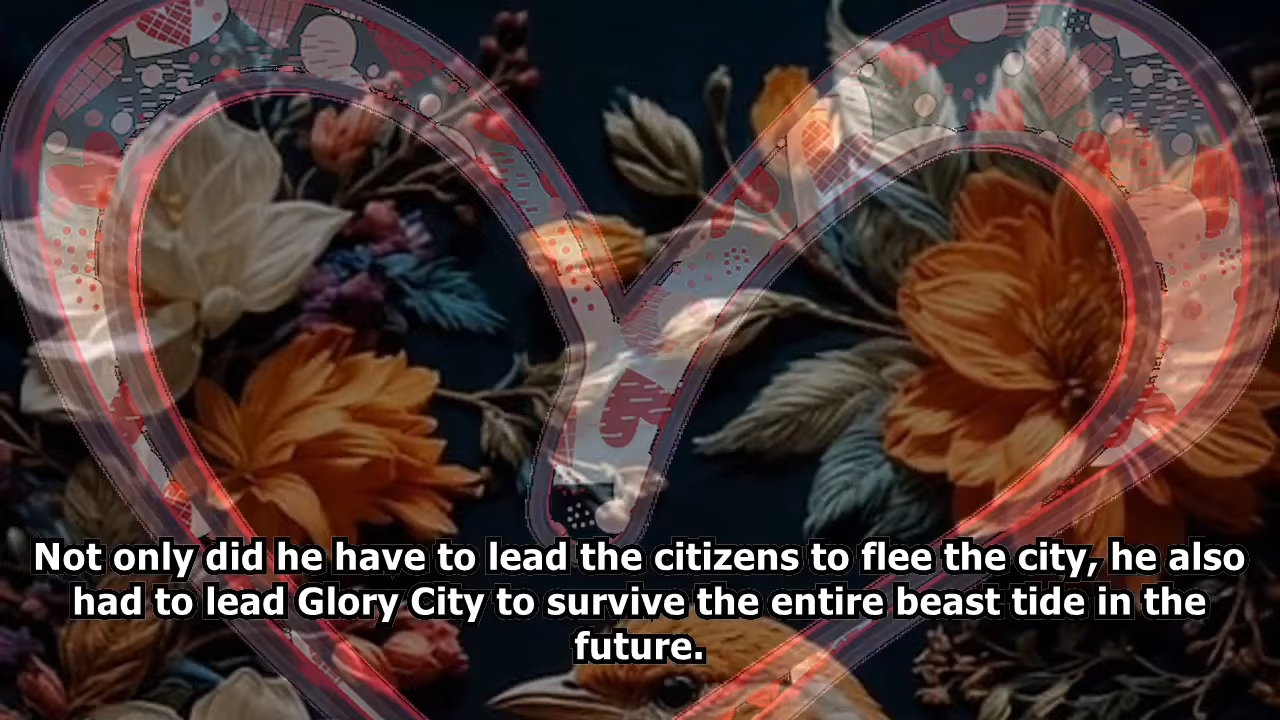 Not only did he have to lead the citizens to flee the city, he also
had to lead Glory City to survive the entire beast tide in the
future.